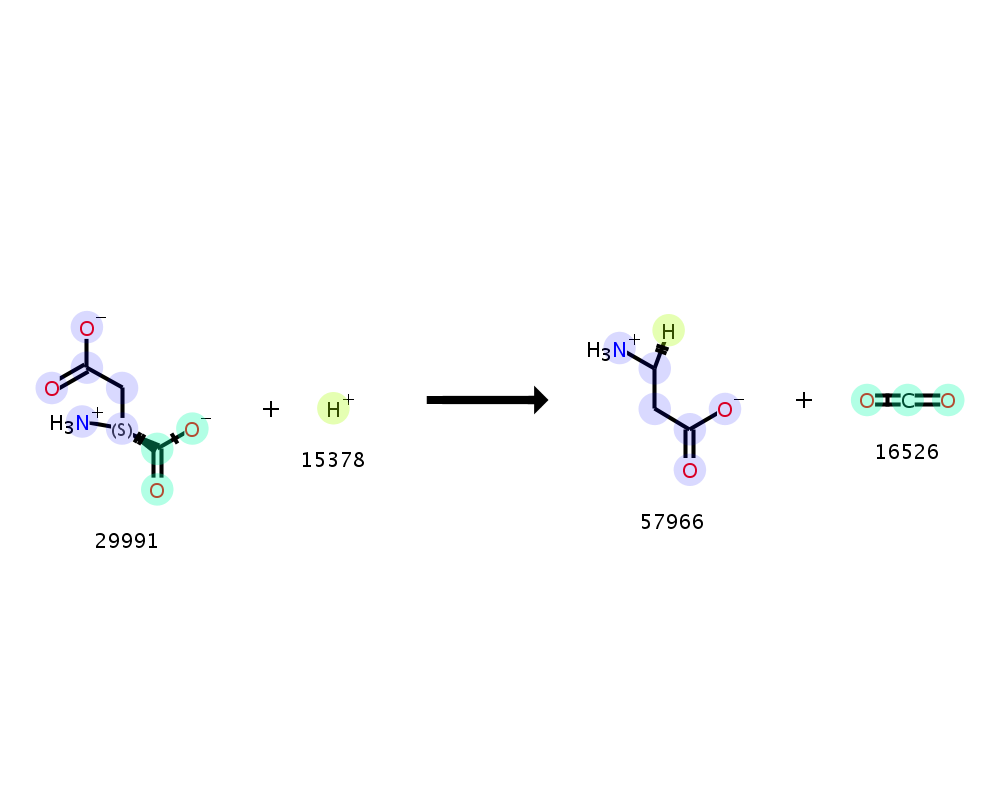 O⁻
O
H₃N⁺
(S)
O⁻
O
29991
+
H⁺
15378
H
H₃N⁺
O⁻
O
57966
+
O C O
16526